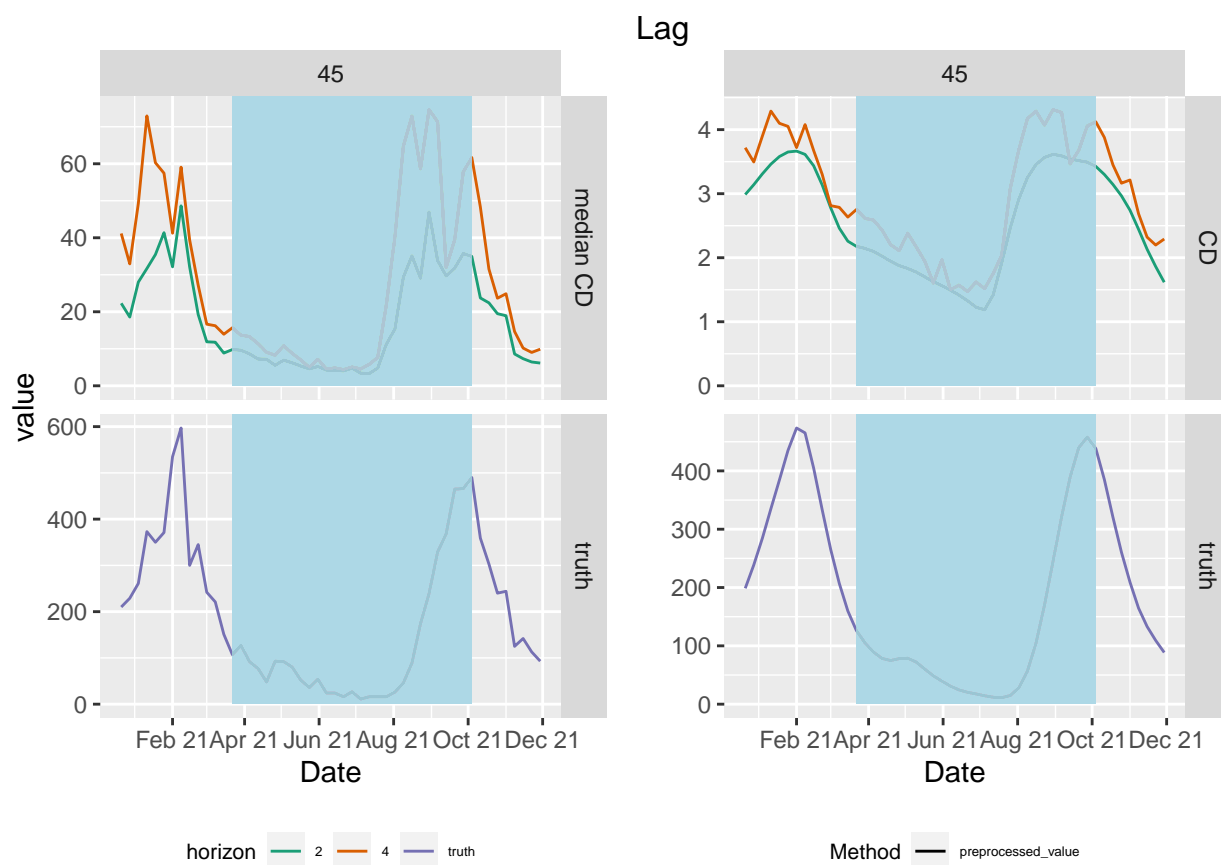 Lag
45
45
60
40
20
0
median CD
4
3
2
1
0
CD
value
600
400
200
0
truth
400
300
200
100
0
truth
Feb 21 Apr 21 Jun 21 Aug 21 Oct 21 Dec 21
Feb 21 Apr 21 Jun 21 Aug 21 Oct 21 Dec 21
Date
Date
horizon 2 4 truth
Method preprocessed_value